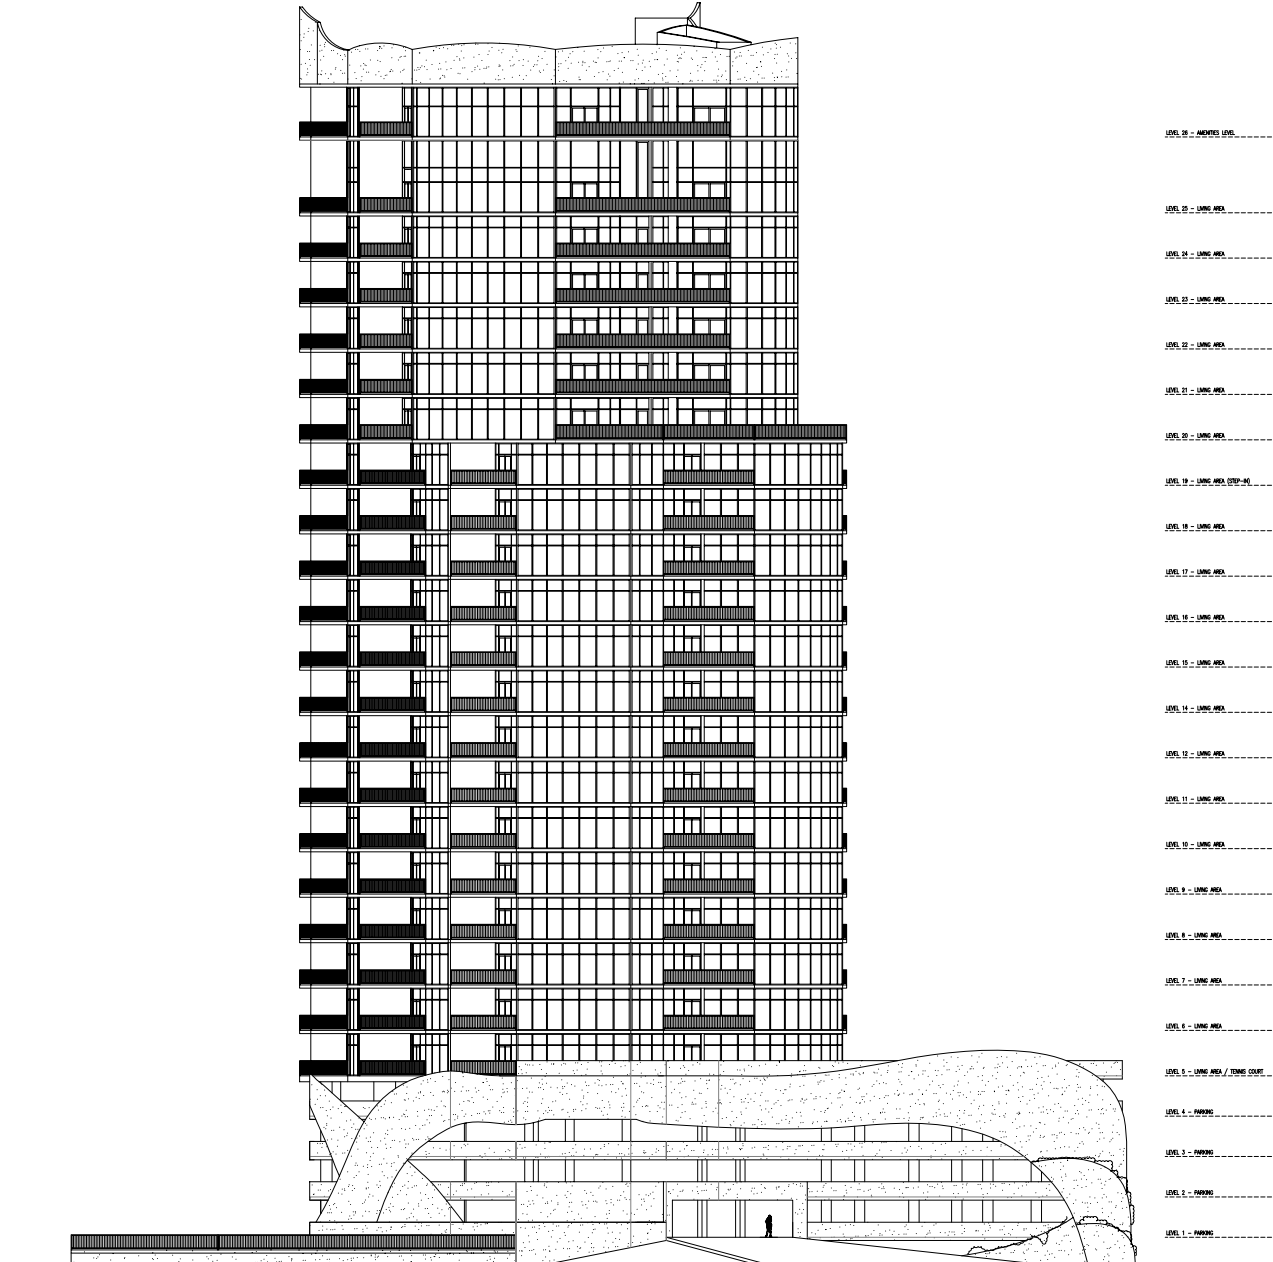 LEVEL 26 - AMENITIES LEVEL
LEVEL 25 - LIVING AREA
LEVEL 24 - LIVING AREA
LEVEL 23 - LIVING AREA
LEVEL 22 - LIVING AREA
LEVEL 21 - LIVING AREA
LEVEL 20 - LIVING AREA
LEVEL 19 - LIVING AREA (STEP-IN)
LEVEL 18 - LIVING AREA
LEVEL 17 - LIVING AREA
LEVEL 16 - LIVING AREA
LEVEL 15 - LIVING AREA
LEVEL 14 - LIVING AREA
LEVEL 12 - LIVING AREA
LEVEL 11 - LIVING AREA
LEVEL 10 - LIVING AREA
LEVEL 9 - LIVING AREA
LEVEL 8 - LIVING AREA
LEVEL 7 - LIVING AREA
LEVEL 6 - LIVING AREA
LEVEL 5 - LIVING AREA / TENNIS COURT
LEVEL 4 - PARKING
LEVEL 3 - PARKING
LEVEL 2 - PARKING
LEVEL 1 - PARKING